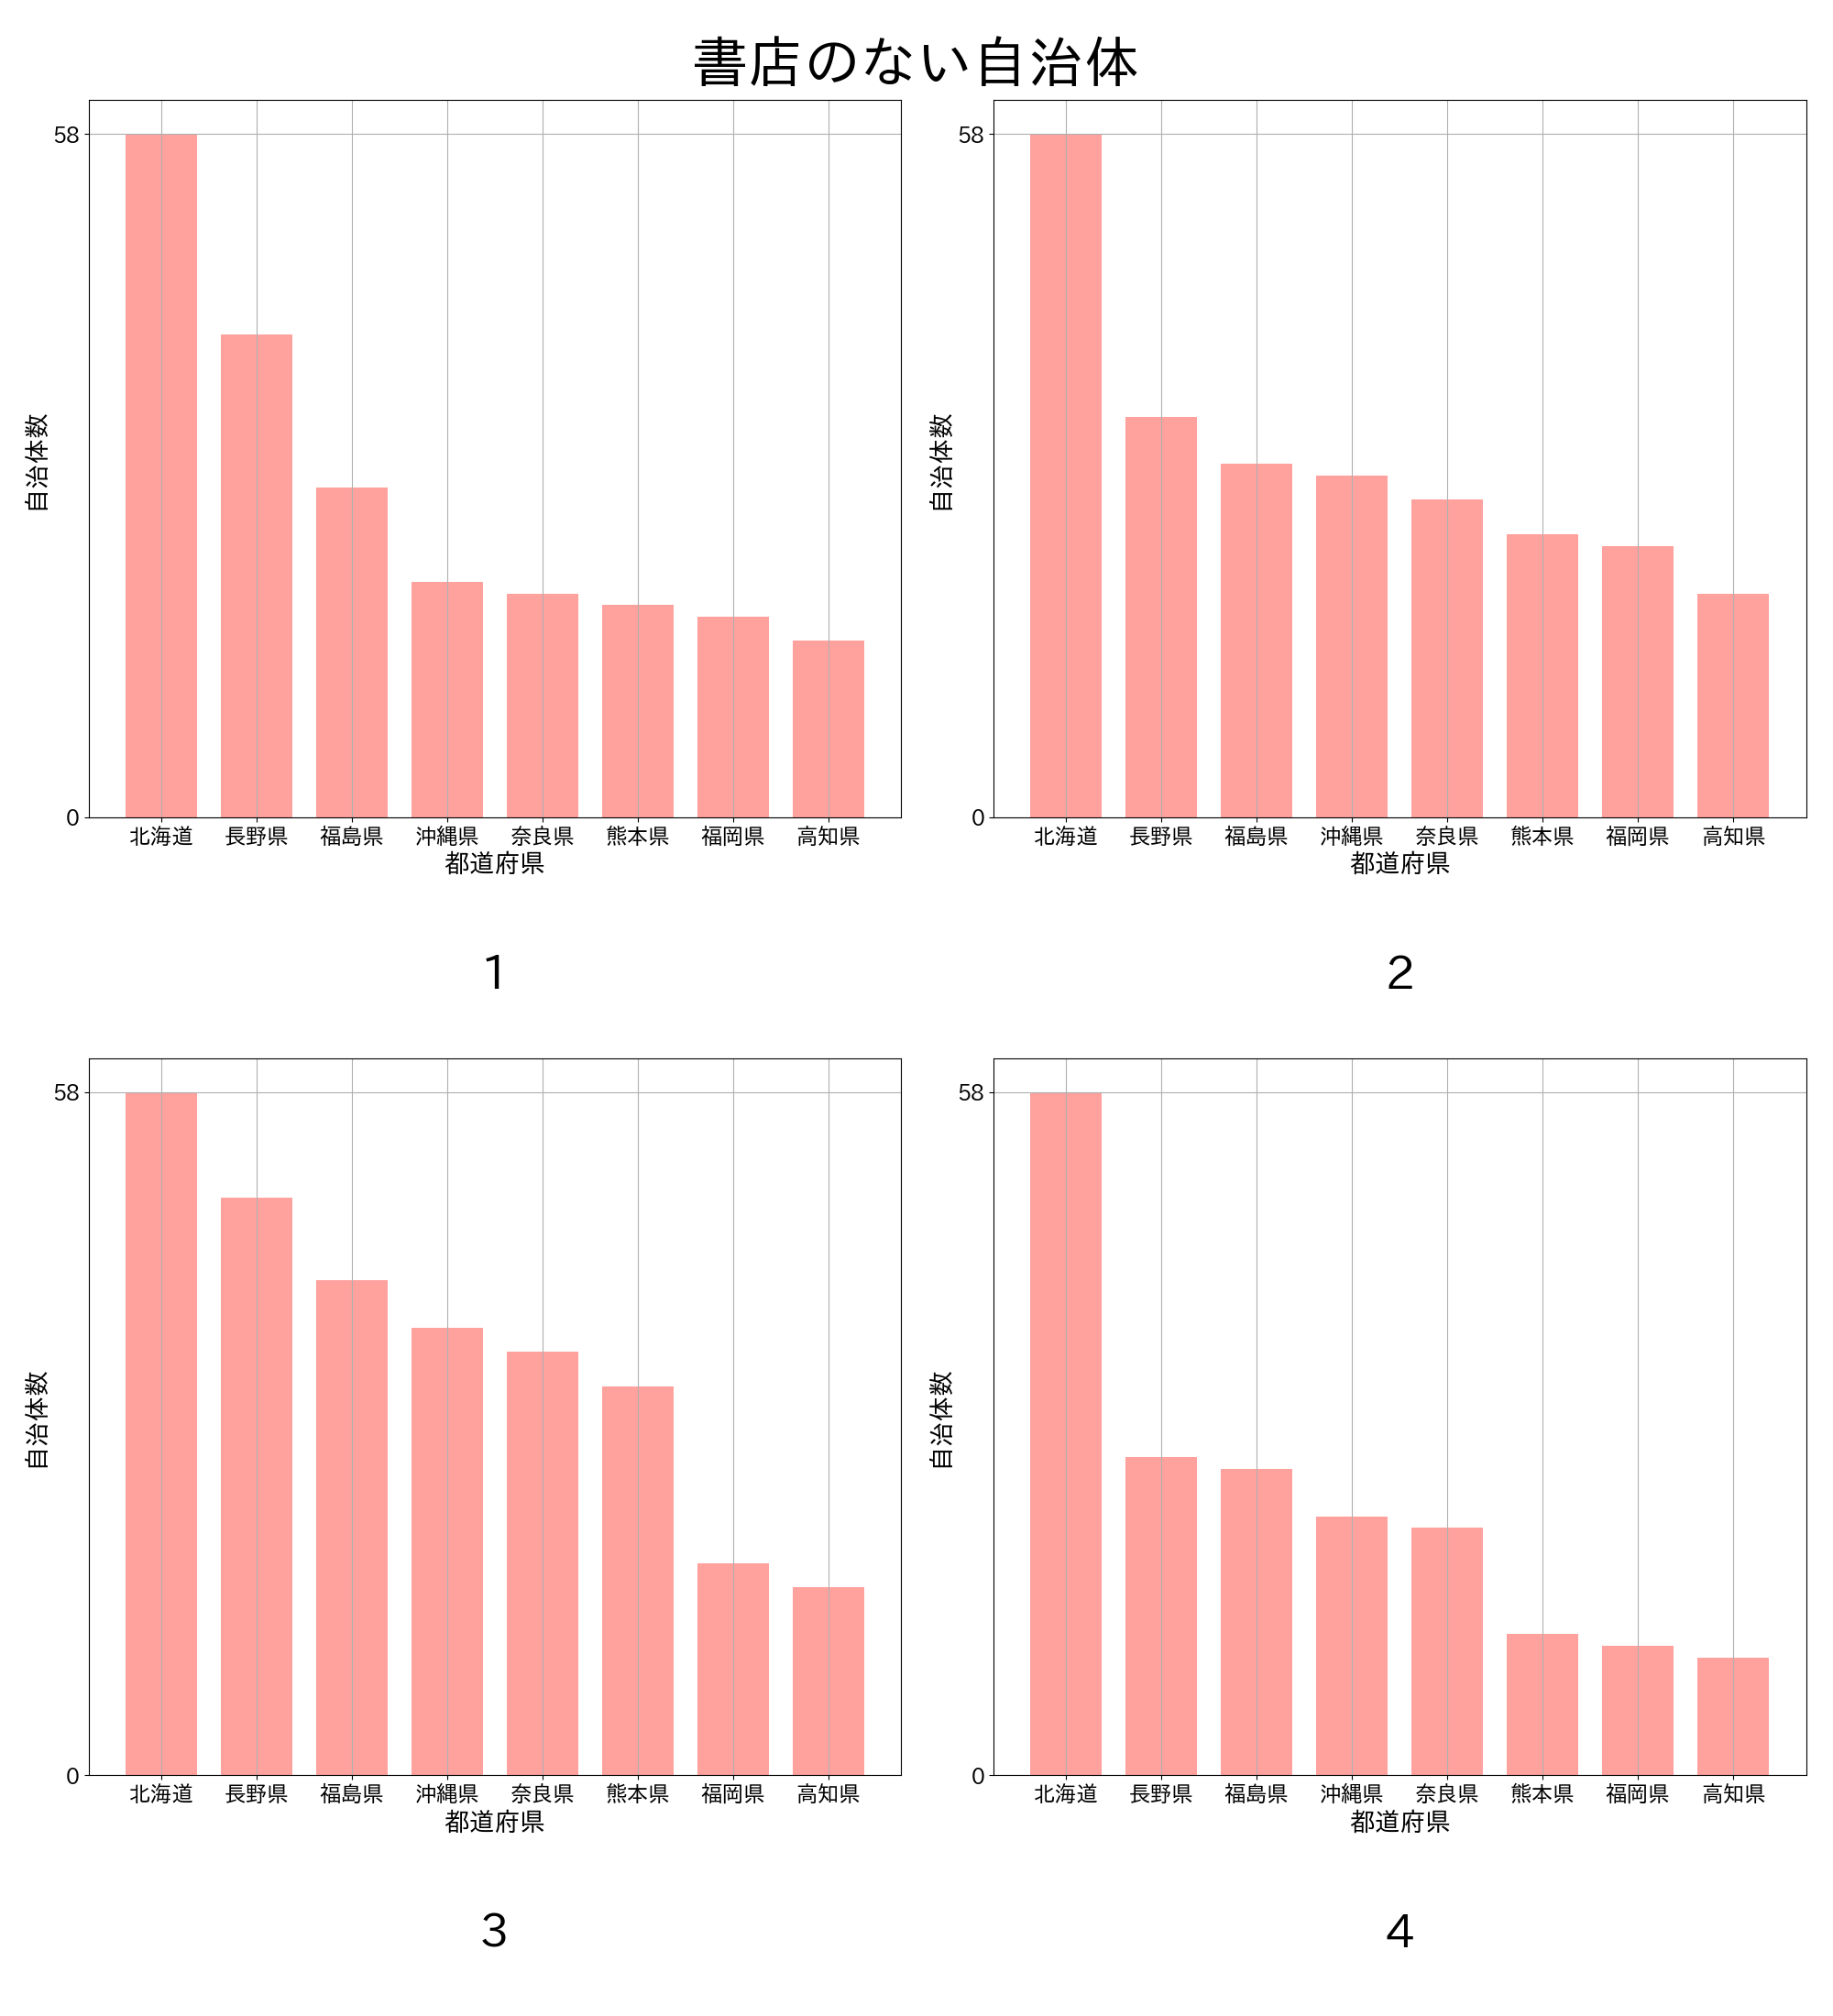 書店のない自治体
58
0
自治体数
北海道 長野県 福島県 沖縄県 奈良県 熊本県 福岡県 高知県
都道府県
1
58
0
自治体数
北海道 長野県 福島県 沖縄県 奈良県 熊本県 福岡県 高知県
都道府県
2
58
0
自治体数
北海道 長野県 福島県 沖縄県 奈良県 熊本県 福岡県 高知県
都道府県
3
58
0
自治体数
北海道 長野県 福島県 沖縄県 奈良県 熊本県 福岡県 高知県
都道府県
4